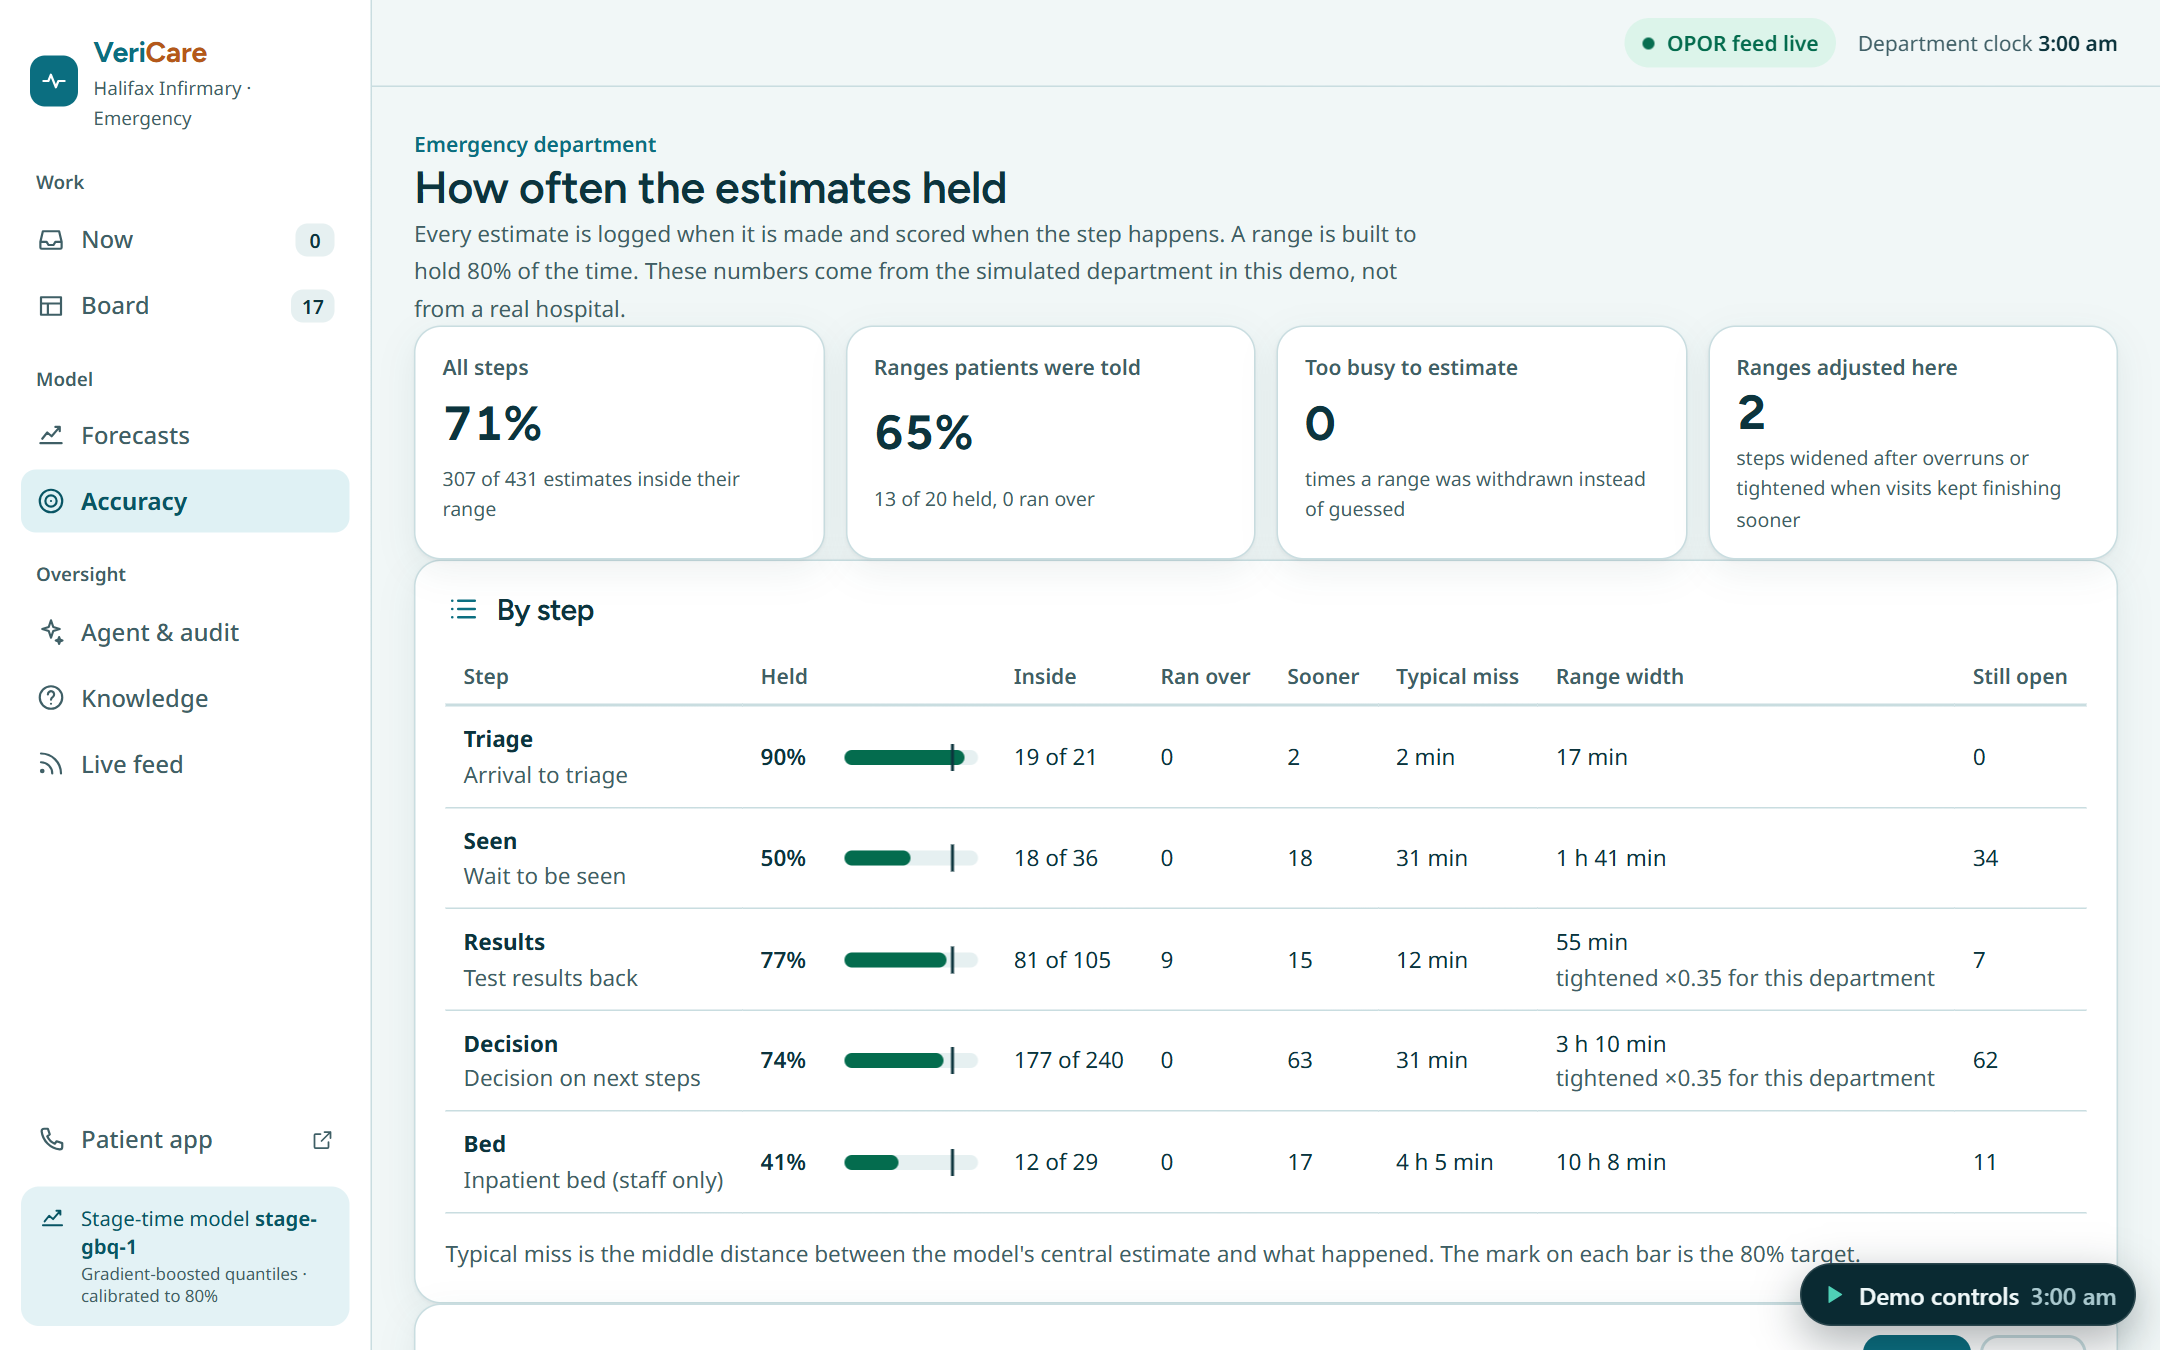 VeriCare
Halifax Infirmary ·
Emergency
Work
Now 0
Board 17
Model
Forecasts
Accuracy
Oversight
Agent & audit
Knowledge
Live feed
Patient app
Stage-time model stage-
gbq-1
Gradient-boosted quantiles ·
calibrated to 80%
OPOR feed live
Department clock 3:00 am
Emergency department
How often the estimates held
Every estimate is logged when it is made and scored when the step happens. A range is built to
hold 80% of the time. These numbers come from the simulated department in this demo, not
from a real hospital.
All steps
71%
307 of 431 estimates inside their
range
Ranges patients were told
65%
13 of 20 held, 0 ran over
Too busy to estimate
0
times a range was withdrawn instead
of guessed
Ranges adjusted here
2
steps widened after overruns or
tightened when visits kept finishing
sooner
By step
Step Held Inside Ran over Sooner Typical miss Range width Still open
Triage
Arrival to triage
90% 19 of 21 0 2 2 min 17 min 0
Seen
Wait to be seen
50% 18 of 36 0 18 31 min 1 h 41 min 34
Results
Test results back
77% 81 of 105 9 15 12 min
55 min
tightened ×0.35 for this department
7
Decision
Decision on next steps
74% 177 of 240 0 63 31 min
3 h 10 min
tightened ×0.35 for this department
62
Bed
Inpatient bed (staff only)
41% 12 of 29 0 17 4 h 5 min 10 h 8 min 11
Typical miss is the middle distance between the model's central estimate and what happened. The mark on each bar is the 80% target.
Demo controls 3:00 am